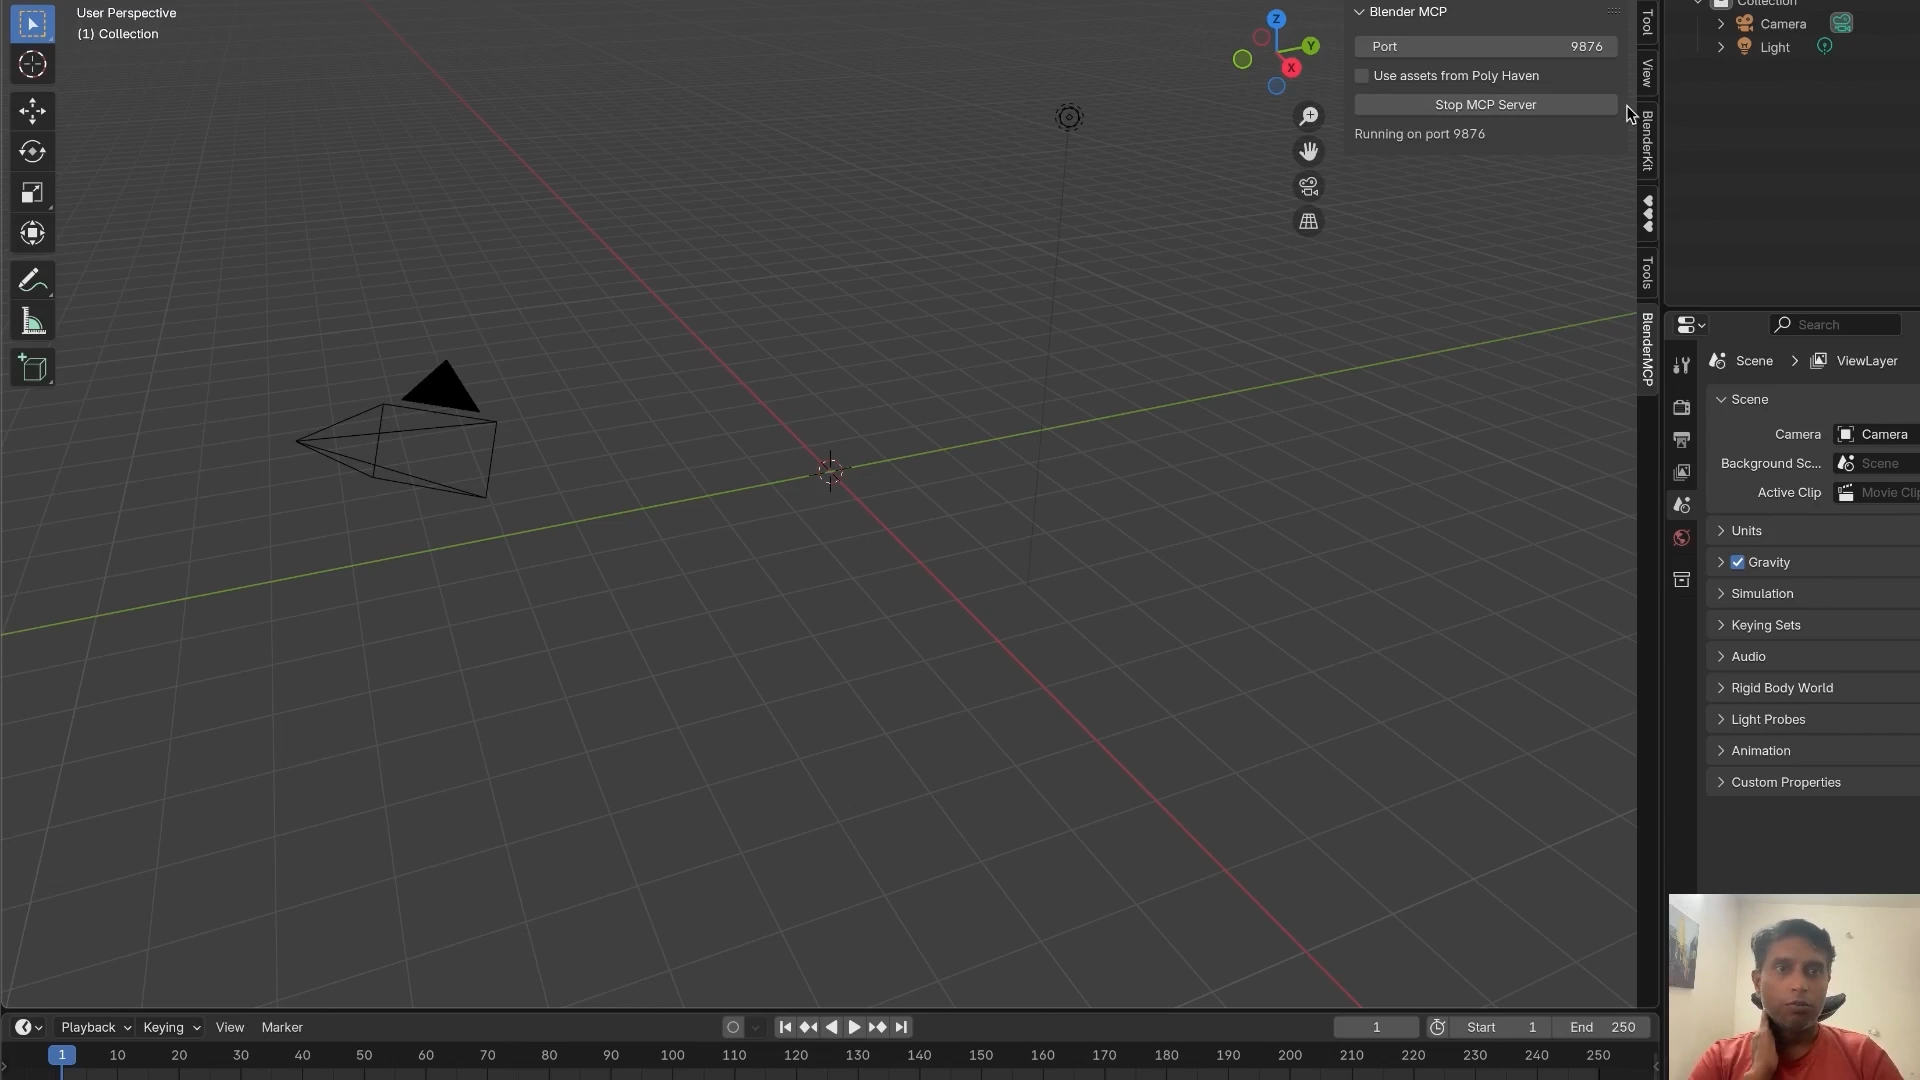 User Perspective
(1) Collection
Z
Y
X
Blender MCP
Port 9876
Use assets from Poly Haven
Stop MCP Server
Running on port 9876
Tool
View
BlenderKit
Tools
BlenderMCP
Collection
Camera
Light
Search
Scene ViewLayer
Scene
Camera Camera
Background Sc... Scene
Active Clip Movie Clip
Units
Gravity
Simulation
Keying Sets
Audio
Rigid Body World
Light Probes
Animation
Custom Properties
Playback Keying View Marker 1 Start 1 End 250
1 10 20 30 40 50 60 70 80 90 100 110 120 130 140 150 160 170 180 190 200 210 220 230 240 250